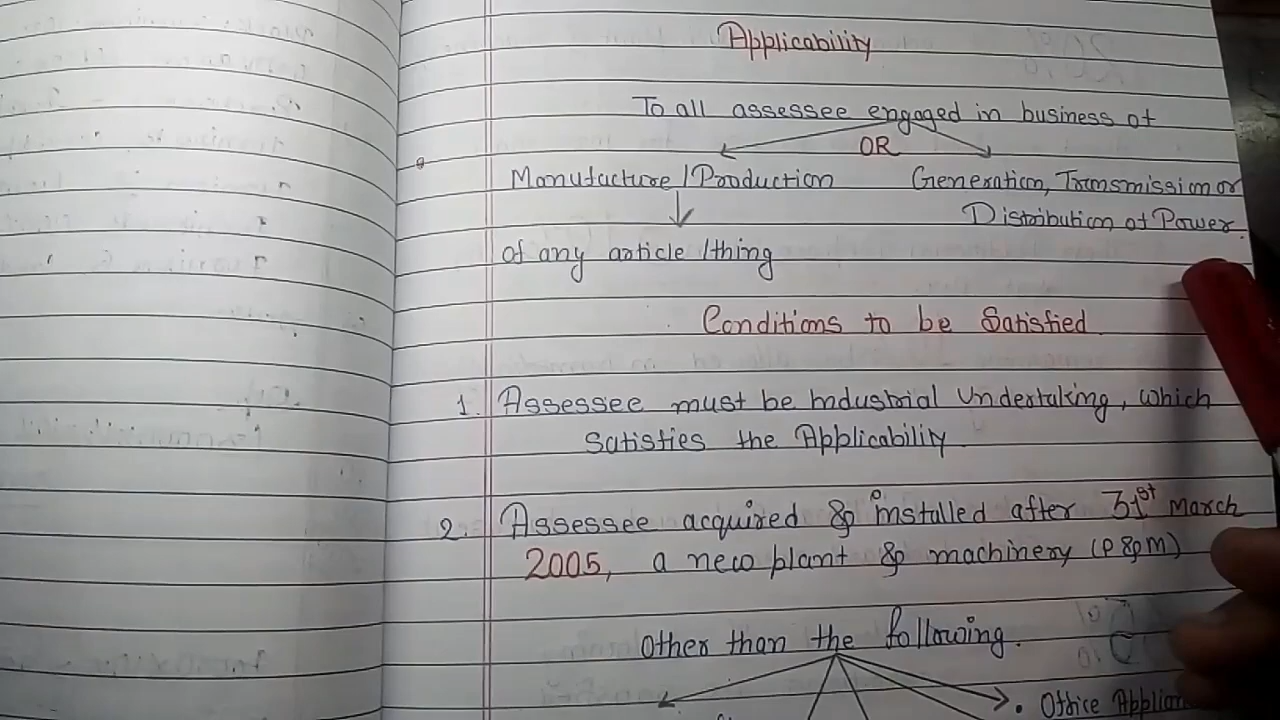 Applicability
To all assessee engaged in business of
OR
Manufacture / Production
Generation, Transmission or
Distribution of Power.
of any article / thing
Conditions to be Satisfied
1. Assessee must be Industrial Undertaking, which
satisfies the Applicability
2. Assessee acquired & installed after 31st March
2005, a new plant & machinery (P&M)
Other than the following.
• Office